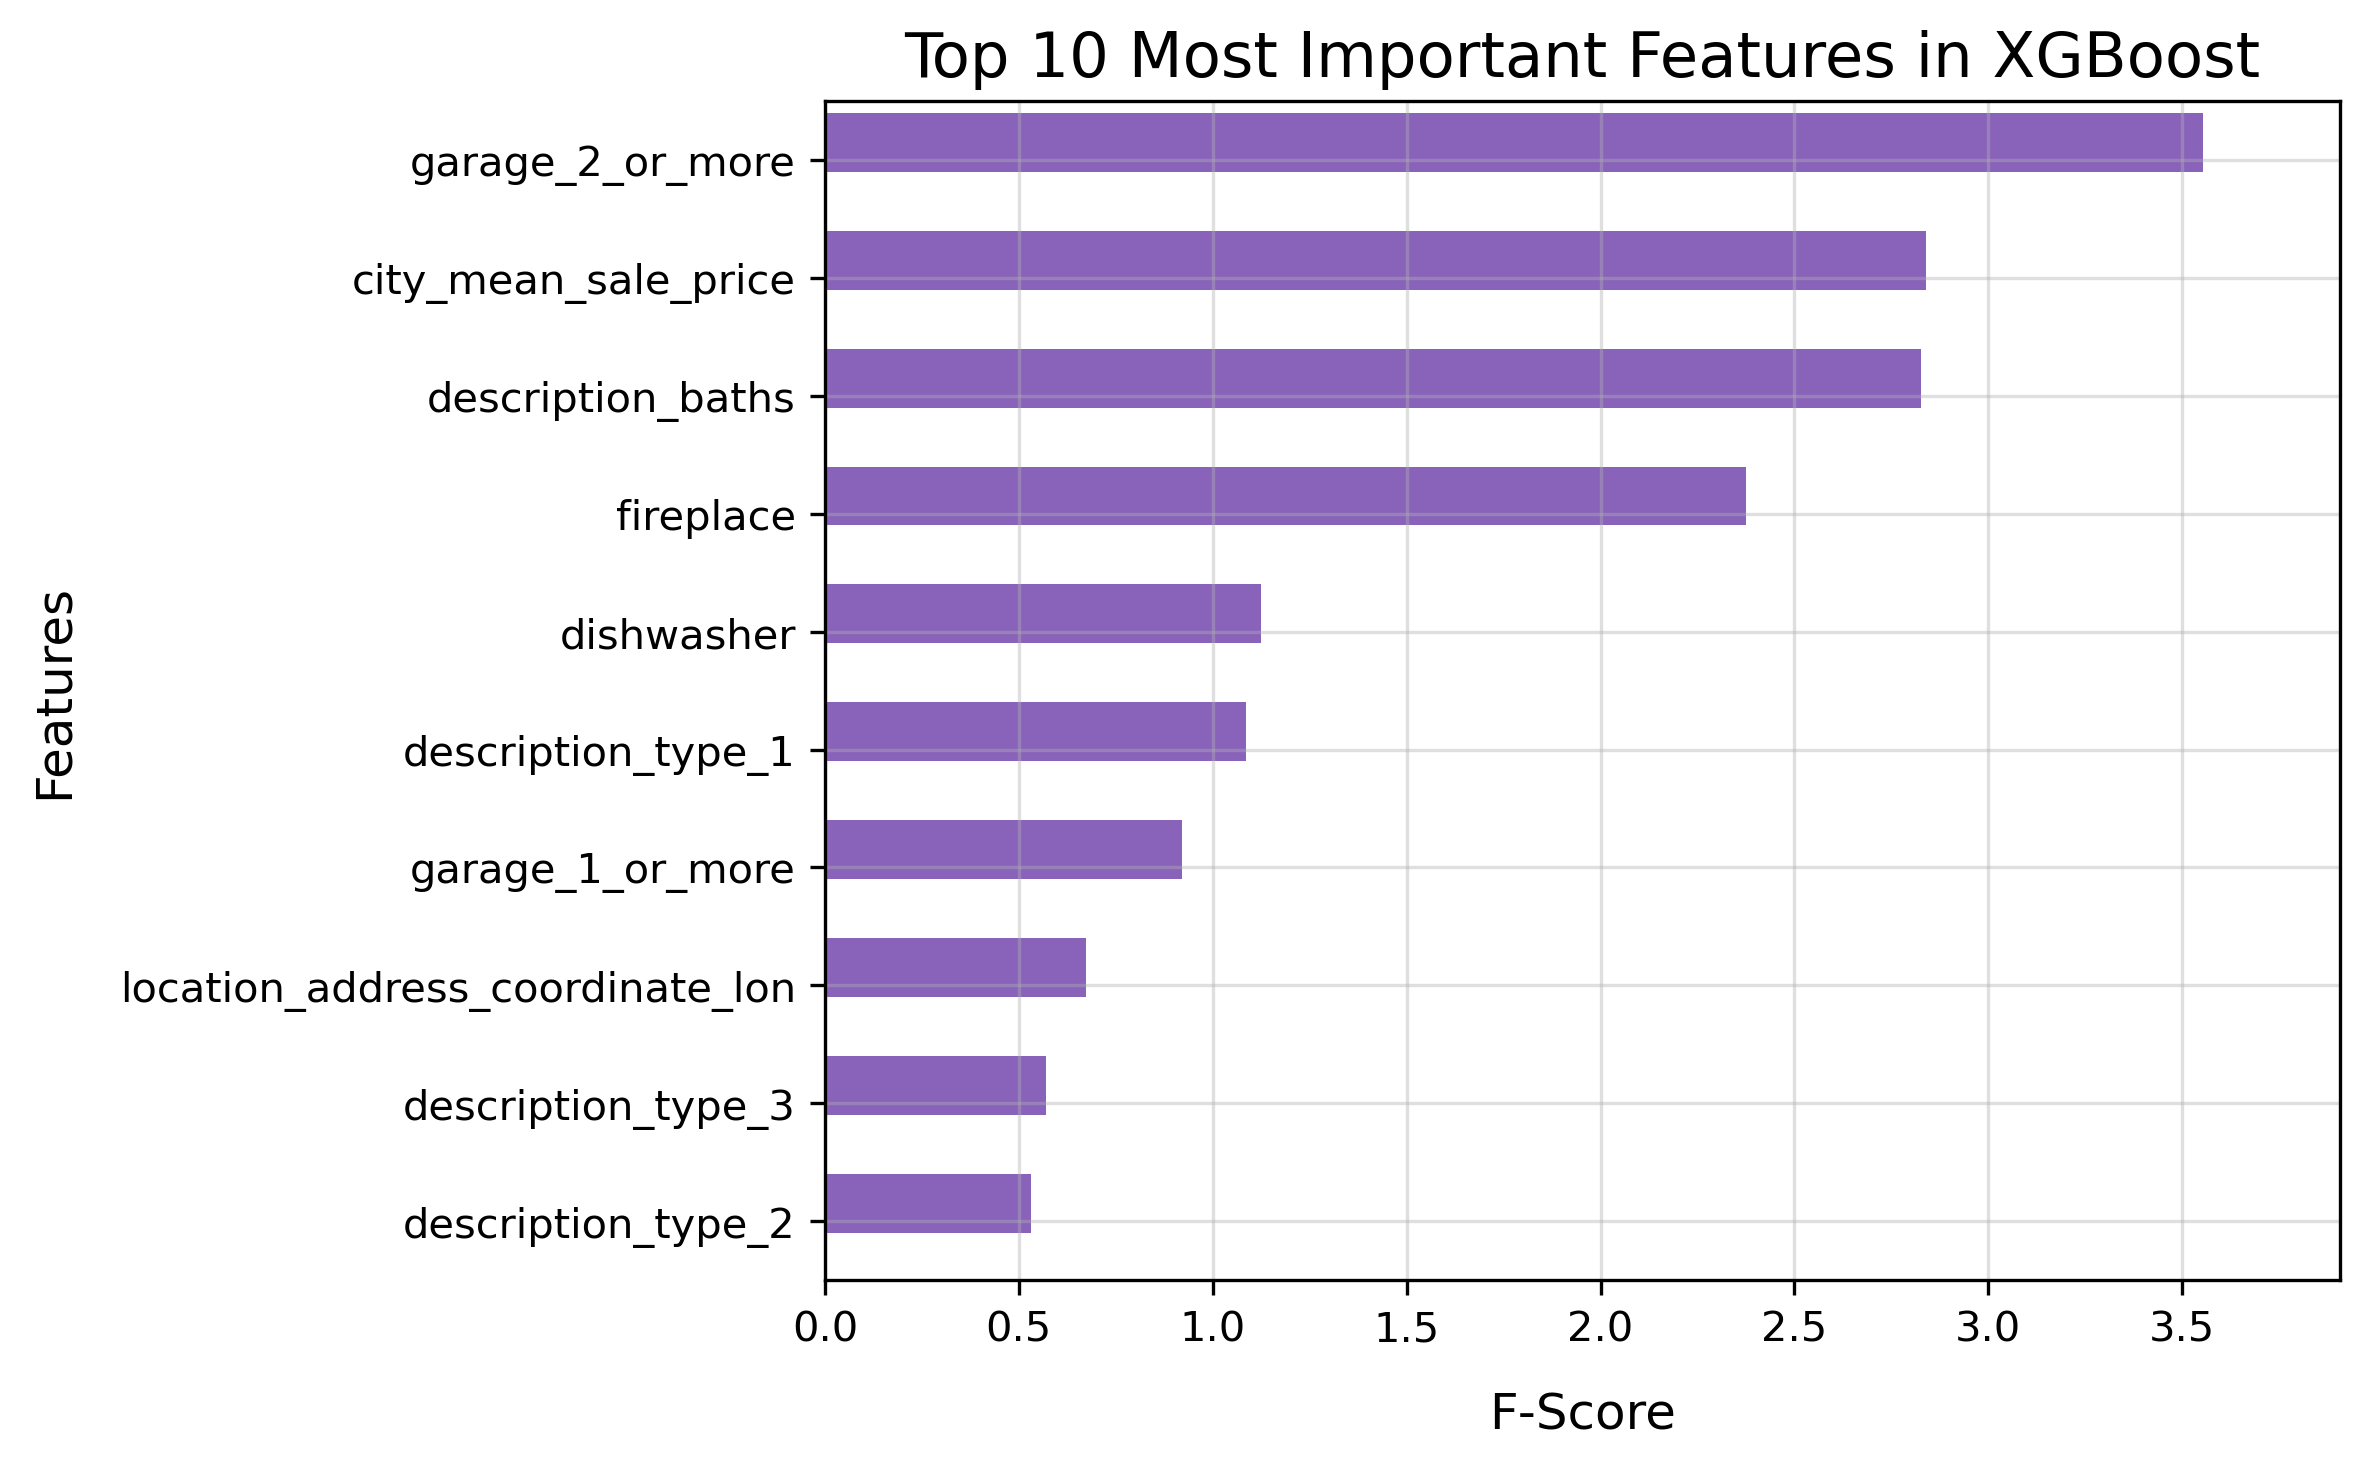 Top 10 Most Important Features in XGBoost
garage_2_or_more
city_mean_sale_price
description_baths
fireplace
dishwasher
description_type_1
garage_1_or_more
location_address_coordinate_lon
description_type_3
description_type_2
Features
0.0 0.5 1.0 1.5 2.0 2.5 3.0 3.5
F-Score